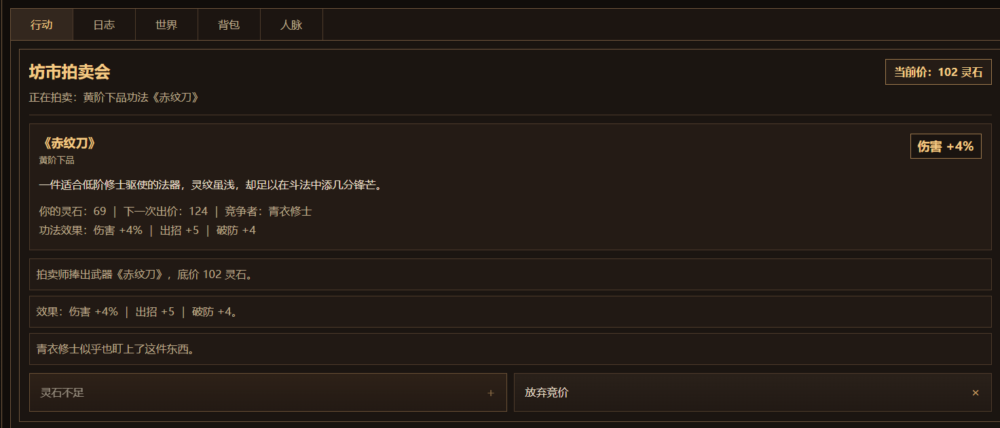 行动 日志 世界 背包 人脉
坊市拍卖会
当前价：102 灵石
正在拍卖：黄阶下品功法《赤纹刀》
《赤纹刀》
伤害 +4%
黄阶下品
一件适合低阶修士驱使的法器，灵纹虽浅，却足以在斗法中添几分锋芒。
你的灵石：69 ｜ 下一次出价：124 ｜ 竞争者：青衣修士
功法效果：伤害 +4% ｜ 出招 +5 ｜ 破防 +4
拍卖师捧出武器《赤纹刀》，底价 102 灵石。
效果：伤害 +4% ｜ 出招 +5 ｜ 破防 +4。
青衣修士似乎也盯上了这件东西。
灵石不足 +
放弃竞价 ×